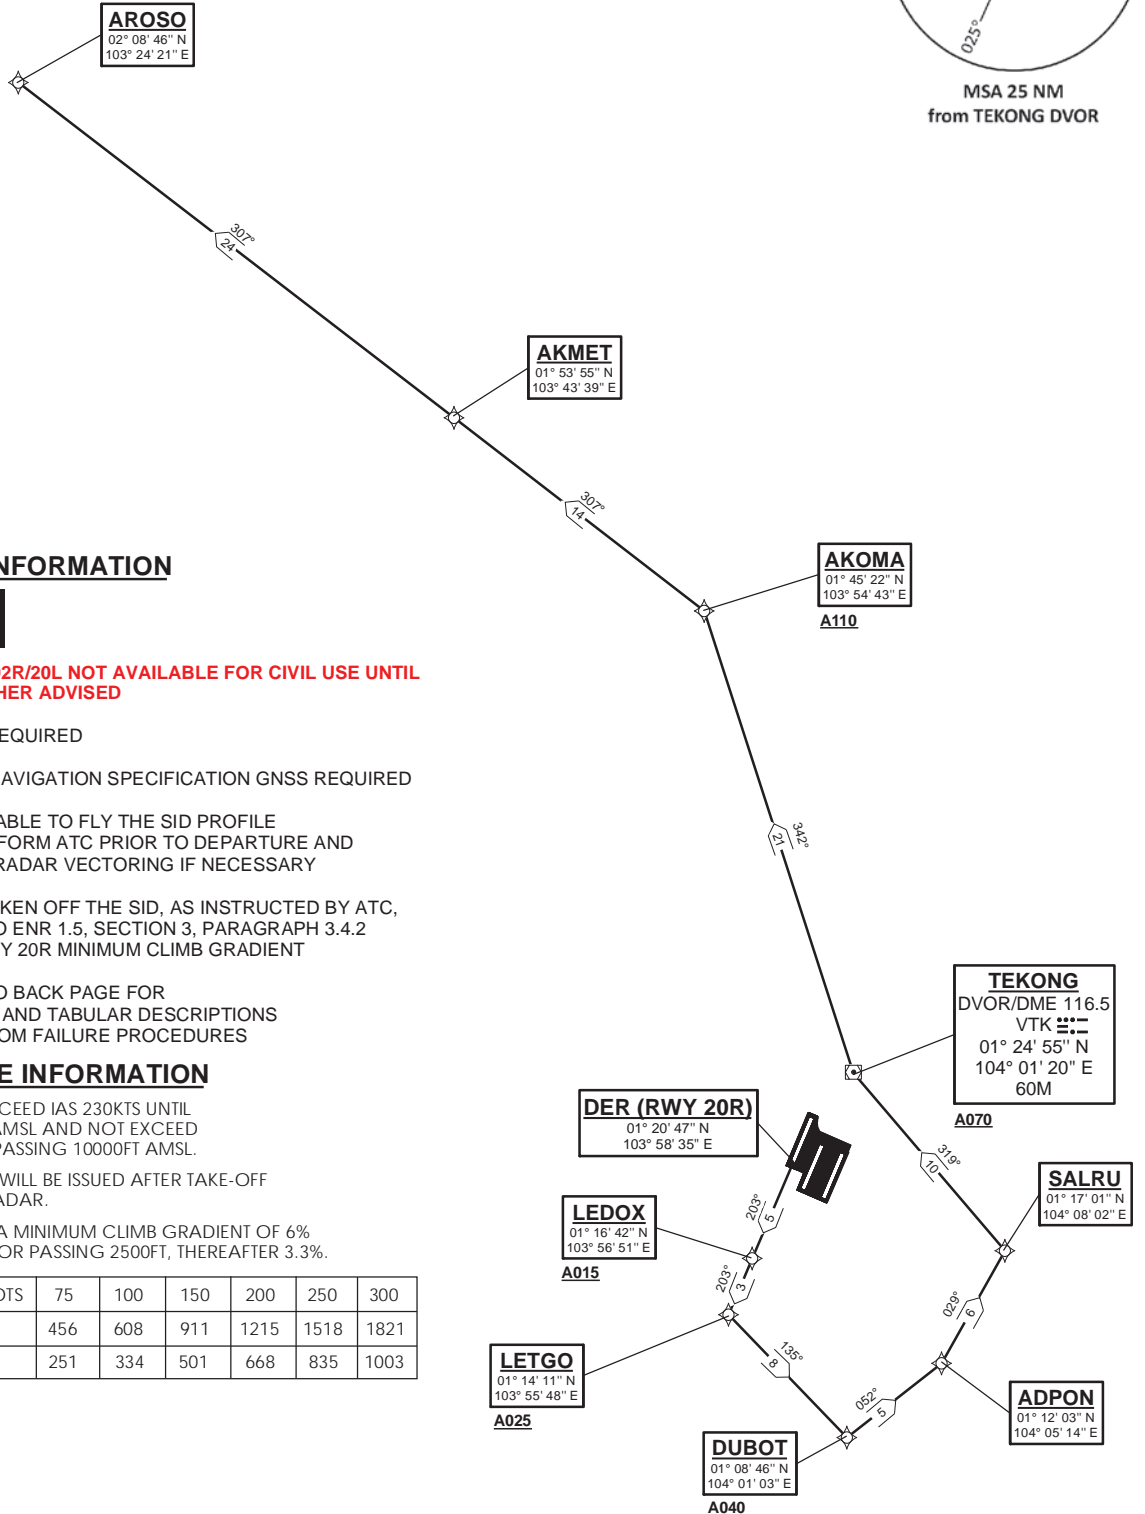 AROSO
02° 08' 46" N
103° 24' 21" E
025°
MSA 25 NM
from TEKONG DVOR
307°
24
AKMET
01° 53' 55" N
103° 43' 39" E
307°
14
AKOMA
01° 45' 22" N
103° 54' 43" E
A110
NFORMATION
02R/20L NOT AVAILABLE FOR CIVIL USE UNTIL
HER ADVISED
EQUIRED
AVIGATION SPECIFICATION GNSS REQUIRED
ABLE TO FLY THE SID PROFILE
FORM ATC PRIOR TO DEPARTURE AND
RADAR VECTORING IF NECESSARY
KEN OFF THE SID, AS INSTRUCTED BY ATC,
O ENR 1.5, SECTION 3, PARAGRAPH 3.4.2
Y 20R MINIMUM CLIMB GRADIENT
O BACK PAGE FOR
AND TABULAR DESCRIPTIONS
OM FAILURE PROCEDURES
E INFORMATION
CEED IAS 230KTS UNTIL
AMSL AND NOT EXCEED
PASSING 10000FT AMSL.
WILL BE ISSUED AFTER TAKE-OFF
ADAR.
A MINIMUM CLIMB GRADIENT OF 6%
OR PASSING 2500FT, THEREAFTER 3.3%.
OTS 75 100 150 200 250 300
456 608 911 1215 1518 1821
251 334 501 668 835 1003
342°
21
TEKONG
DVOR/DME 116.5
VTK
01° 24' 55" N
104° 01' 20" E
60M
A070
DER (RWY 20R)
01° 20' 47" N
103° 58' 35" E
319°
10
SALRU
01° 17' 01" N
104° 08' 02" E
LEDOX
01° 16' 42" N
103° 56' 51" E
A015
203°
5
203°
3
029°
6
LETGO
01° 14' 11" N
103° 55' 48" E
A025
135°
8
052°
5
ADPON
01° 12' 03" N
104° 05' 14" E
DUBOT
01° 08' 46" N
104° 01' 03" E
A040